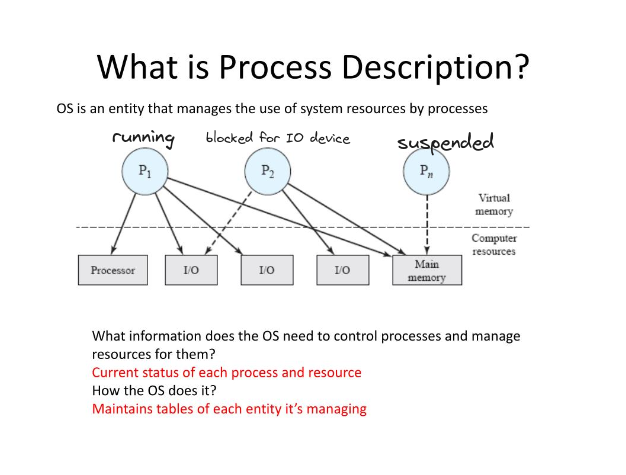 What is Process Description?
OS is an entity that manages the use of system resources by processes
running blocked for IO device suspended
P1 P2 Pn
Virtual
memory
Computer
resources
Processor I/O I/O I/O Main
memory
What information does the OS need to control processes and manage
resources for them?
Current status of each process and resource
How the OS does it?
Maintains tables of each entity it's managing